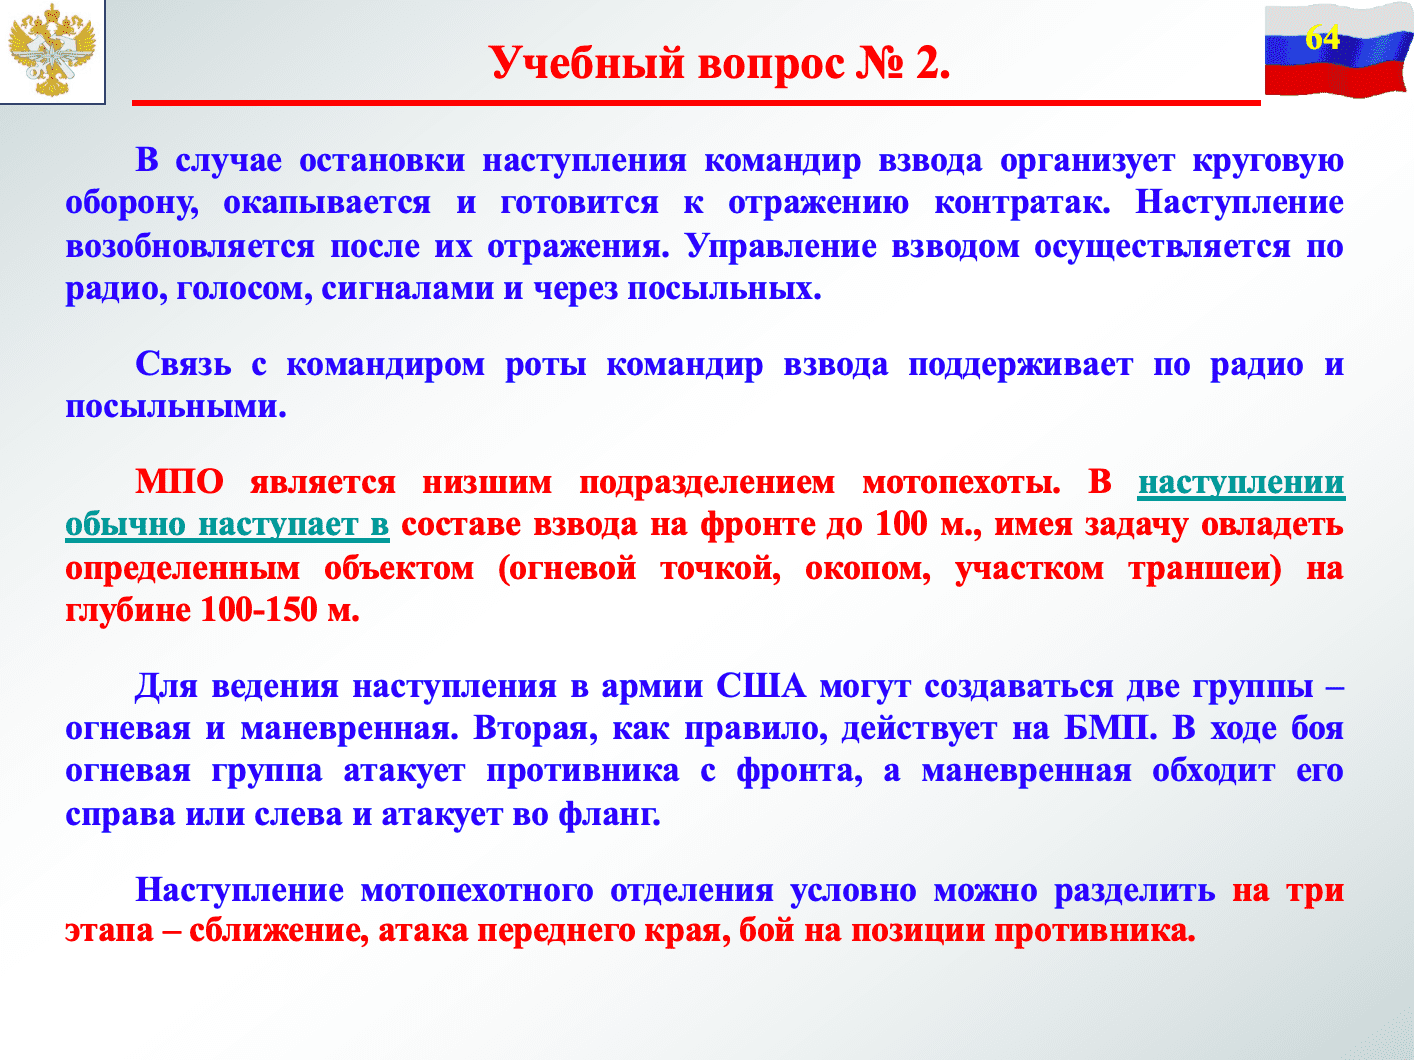 64
Учебный вопрос № 2.
В случае остановки наступления командир взвода организует круговую
оборону, окапывается и готовится к отражению контратак. Наступление
возобновляется после их отражения. Управление взводом осуществляется по
радио, голосом, сигналами и через посыльных.
Связь с командиром роты командир взвода поддерживает по радио и
посыльными.
МПО является низшим подразделением мотопехоты. В наступлении
обычно наступает в составе взвода на фронте до 100 м., имея задачу овладеть
определенным объектом (огневой точкой, окопом, участком траншеи) на
глубине 100-150 м.
Для ведения наступления в армии США могут создаваться две группы –
огневая и маневренная. Вторая, как правило, действует на БМП. В ходе боя
огневая группа атакует противника с фронта, а маневренная обходит его
справа или слева и атакует во фланг.
Наступление мотопехотного отделения условно можно разделить на три
этапа – сближение, атака переднего края, бой на позиции противника.